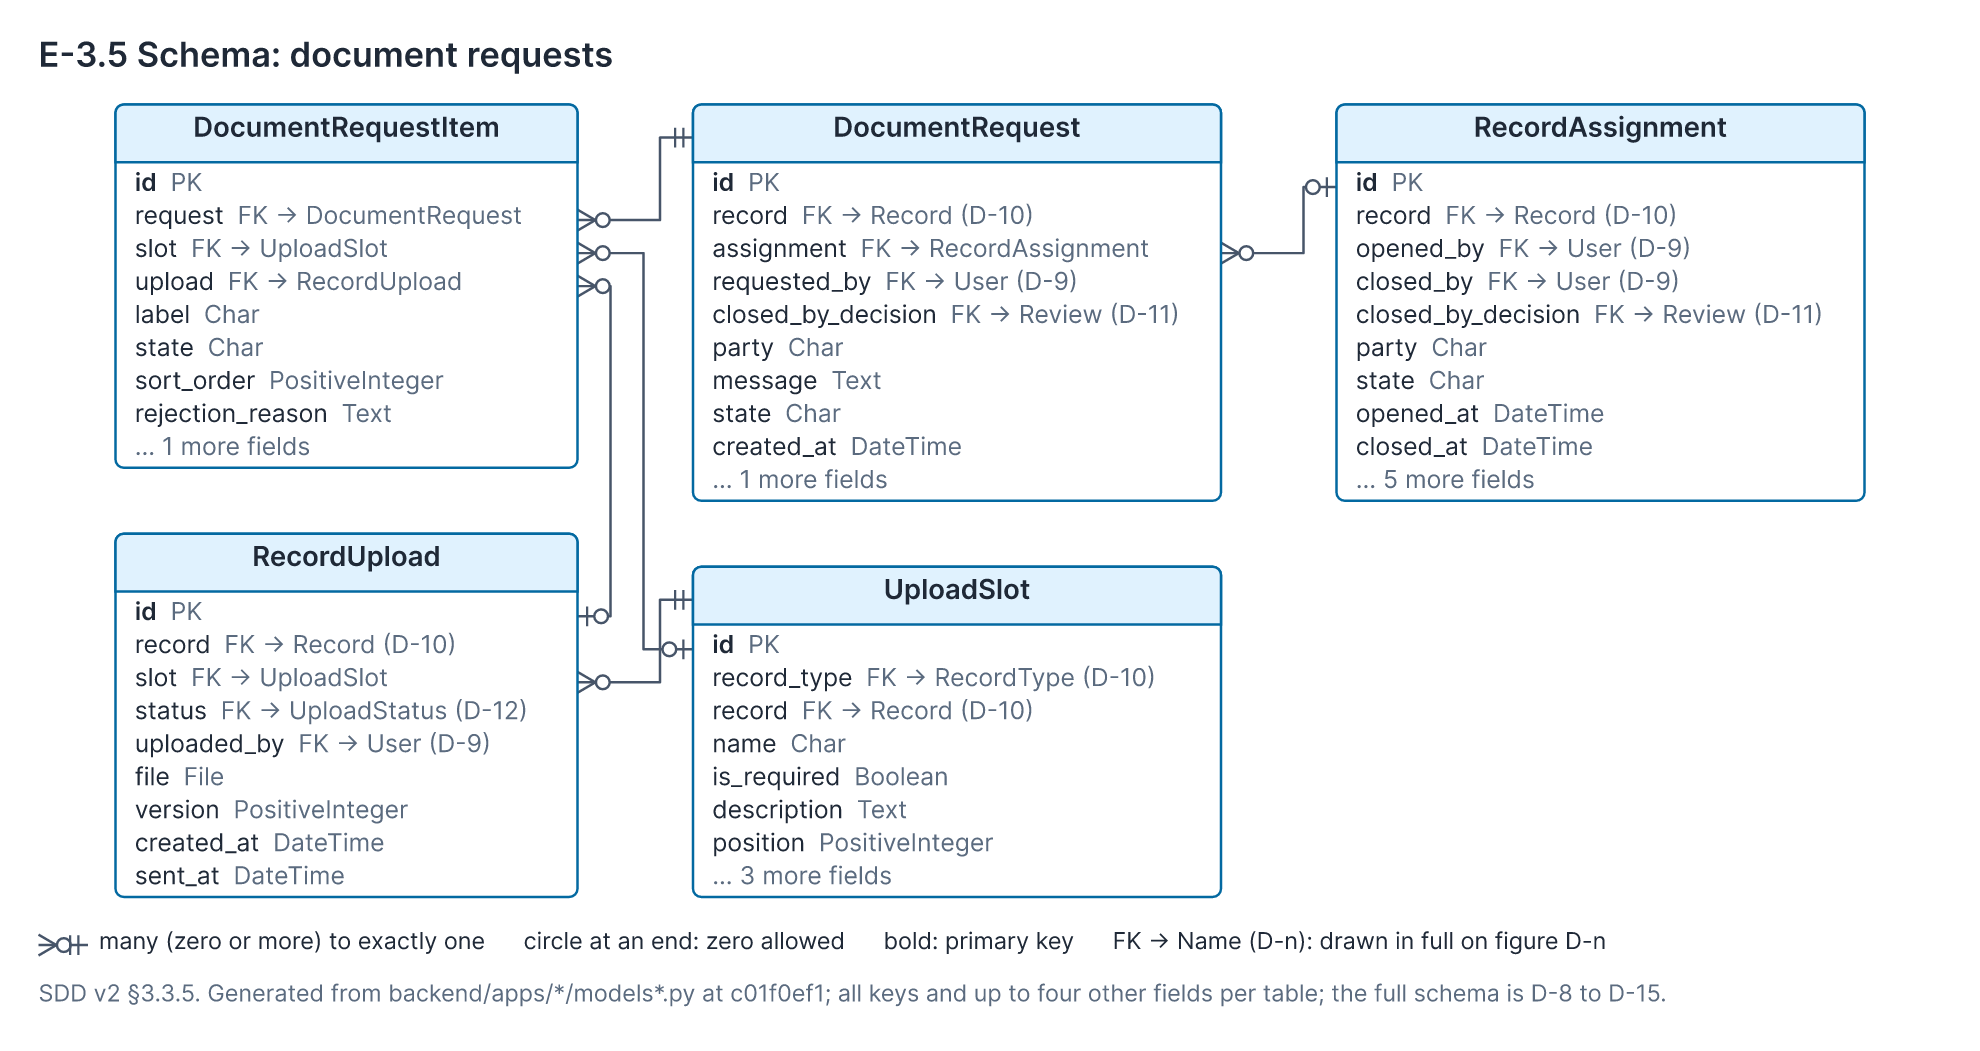 E-3.5 Schema: document requests
DocumentRequestItem
id PK
request FK → DocumentRequest
slot FK → UploadSlot
upload FK → RecordUpload
label Char
state Char
sort_order PositiveInteger
rejection_reason Text
... 1 more fields
DocumentRequest
id PK
record FK → Record (D-10)
assignment FK → RecordAssignment
requested_by FK → User (D-9)
closed_by_decision FK → Review (D-11)
party Char
message Text
state Char
created_at DateTime
... 1 more fields
RecordAssignment
id PK
record FK → Record (D-10)
opened_by FK → User (D-9)
closed_by FK → User (D-9)
closed_by_decision FK → Review (D-11)
party Char
state Char
opened_at DateTime
closed_at DateTime
... 5 more fields
RecordUpload
id PK
record FK → Record (D-10)
slot FK → UploadSlot
status FK → UploadStatus (D-12)
uploaded_by FK → User (D-9)
file File
version PositiveInteger
created_at DateTime
sent_at DateTime
UploadSlot
id PK
record_type FK → RecordType (D-10)
record FK → Record (D-10)
name Char
is_required Boolean
description Text
position PositiveInteger
... 3 more fields
many (zero or more) to exactly one circle at an end: zero allowed bold: primary key FK → Name (D-n): drawn in full on figure D-n
SDD v2 §3.3.5. Generated from backend/apps/*/models*.py at c01f0ef1; all keys and up to four other fields per table; the full schema is D-8 to D-15.